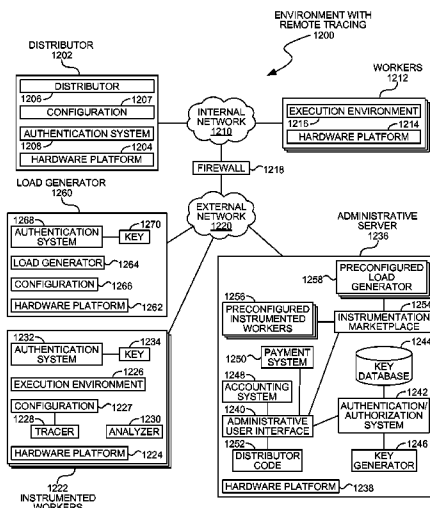 ENVIRONMENT WITH
REMOTE TRACING
1200
DISTRIBUTOR
1202
DISTRIBUTOR
1206
1207
CONFIGURATION
AUTHENTICATION SYSTEM
1208
1204
HARDWARE PLATFORM
INTERNAL
NETWORK
1210
WORKERS
1212
EXECUTION ENVIRONMENT
1216
1214
HARDWARE PLATFORM
FIREWALL
1218
EXTERNAL
NETWORK
1220
LOAD GENERATOR
1260
1268
1270
AUTHENTICATION
SYSTEM
KEY
LOAD GENERATOR
1264
CONFIGURATION
1266
HARDWARE PLATFORM
1262
1232
1234
AUTHENTICATION
SYSTEM
KEY
1226
EXECUTION ENVIRONMENT
CONFIGURATION
1227
1228
1230
TRACER
ANALYZER
HARDWARE PLATFORM
1224
1222
INSTRUMENTED
WORKERS
ADMINISTRATIVE
SERVER
1236
1258
PRECONFIGURED
LOAD
GENERATOR
1256
1254
PRECONFIGURED
INSTRUMENTED
WORKERS
INSTRUMENTATION
MARKETPLACE
1250
PAYMENT
SYSTEM
1244
KEY
DATABASE
1248
ACCOUNTING
SYSTEM
1242
1240
AUTHENTICATION/
AUTHORIZATION
SYSTEM
ADMINISTRATIVE
USER INTERFACE
1252
1246
DISTRIBUTOR
CODE
KEY
GENERATOR
HARDWARE PLATFORM
1238